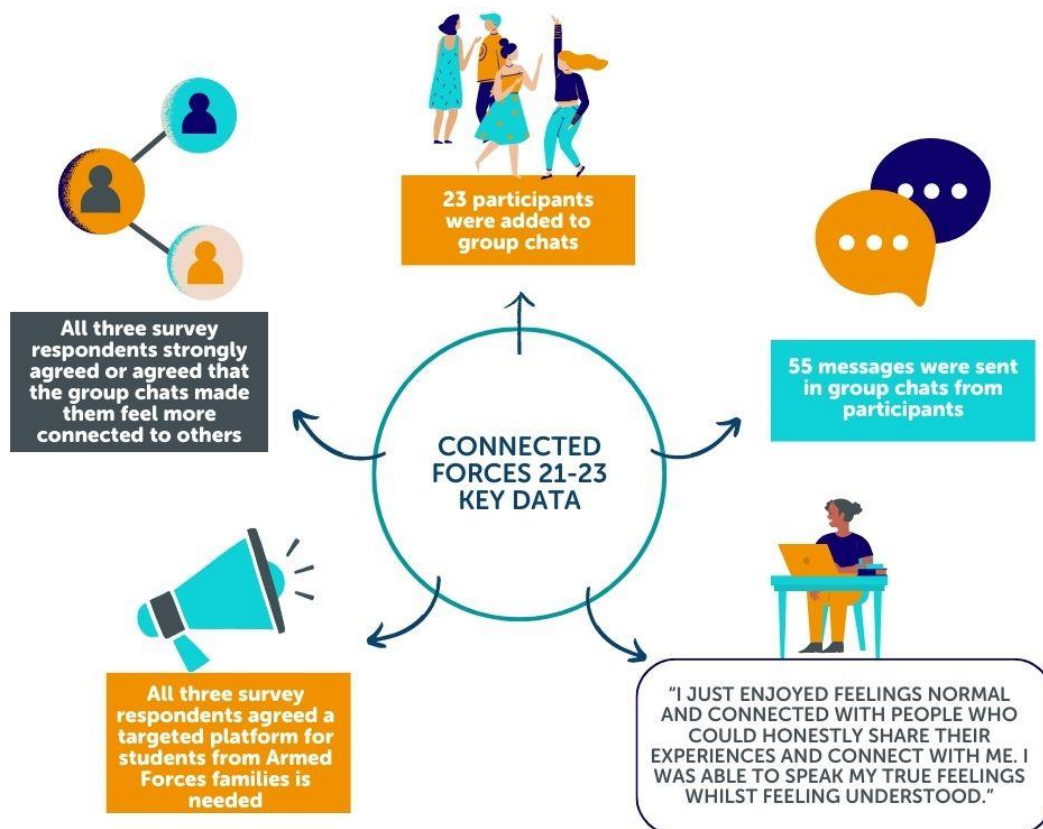 23 participants
were added to
group chats
All three survey
respondents strongly
agreed or agreed that
the group chats made
them feel more
connected to others
55 messages were sent
in group chats from
participants
CONNECTED
FORCES 21-23
KEY DATA
All three survey
respondents agreed a
targeted platform for
students from Armed
Forces families is
needed
"I JUST ENJOYED FEELINGS NORMAL
AND CONNECTED WITH PEOPLE WHO
COULD HONESTLY SHARE THEIR
EXPERIENCES AND CONNECT WITH ME. I
WAS ABLE TO SPEAK MY TRUE FEELINGS
WHILST FEELING UNDERSTOOD."